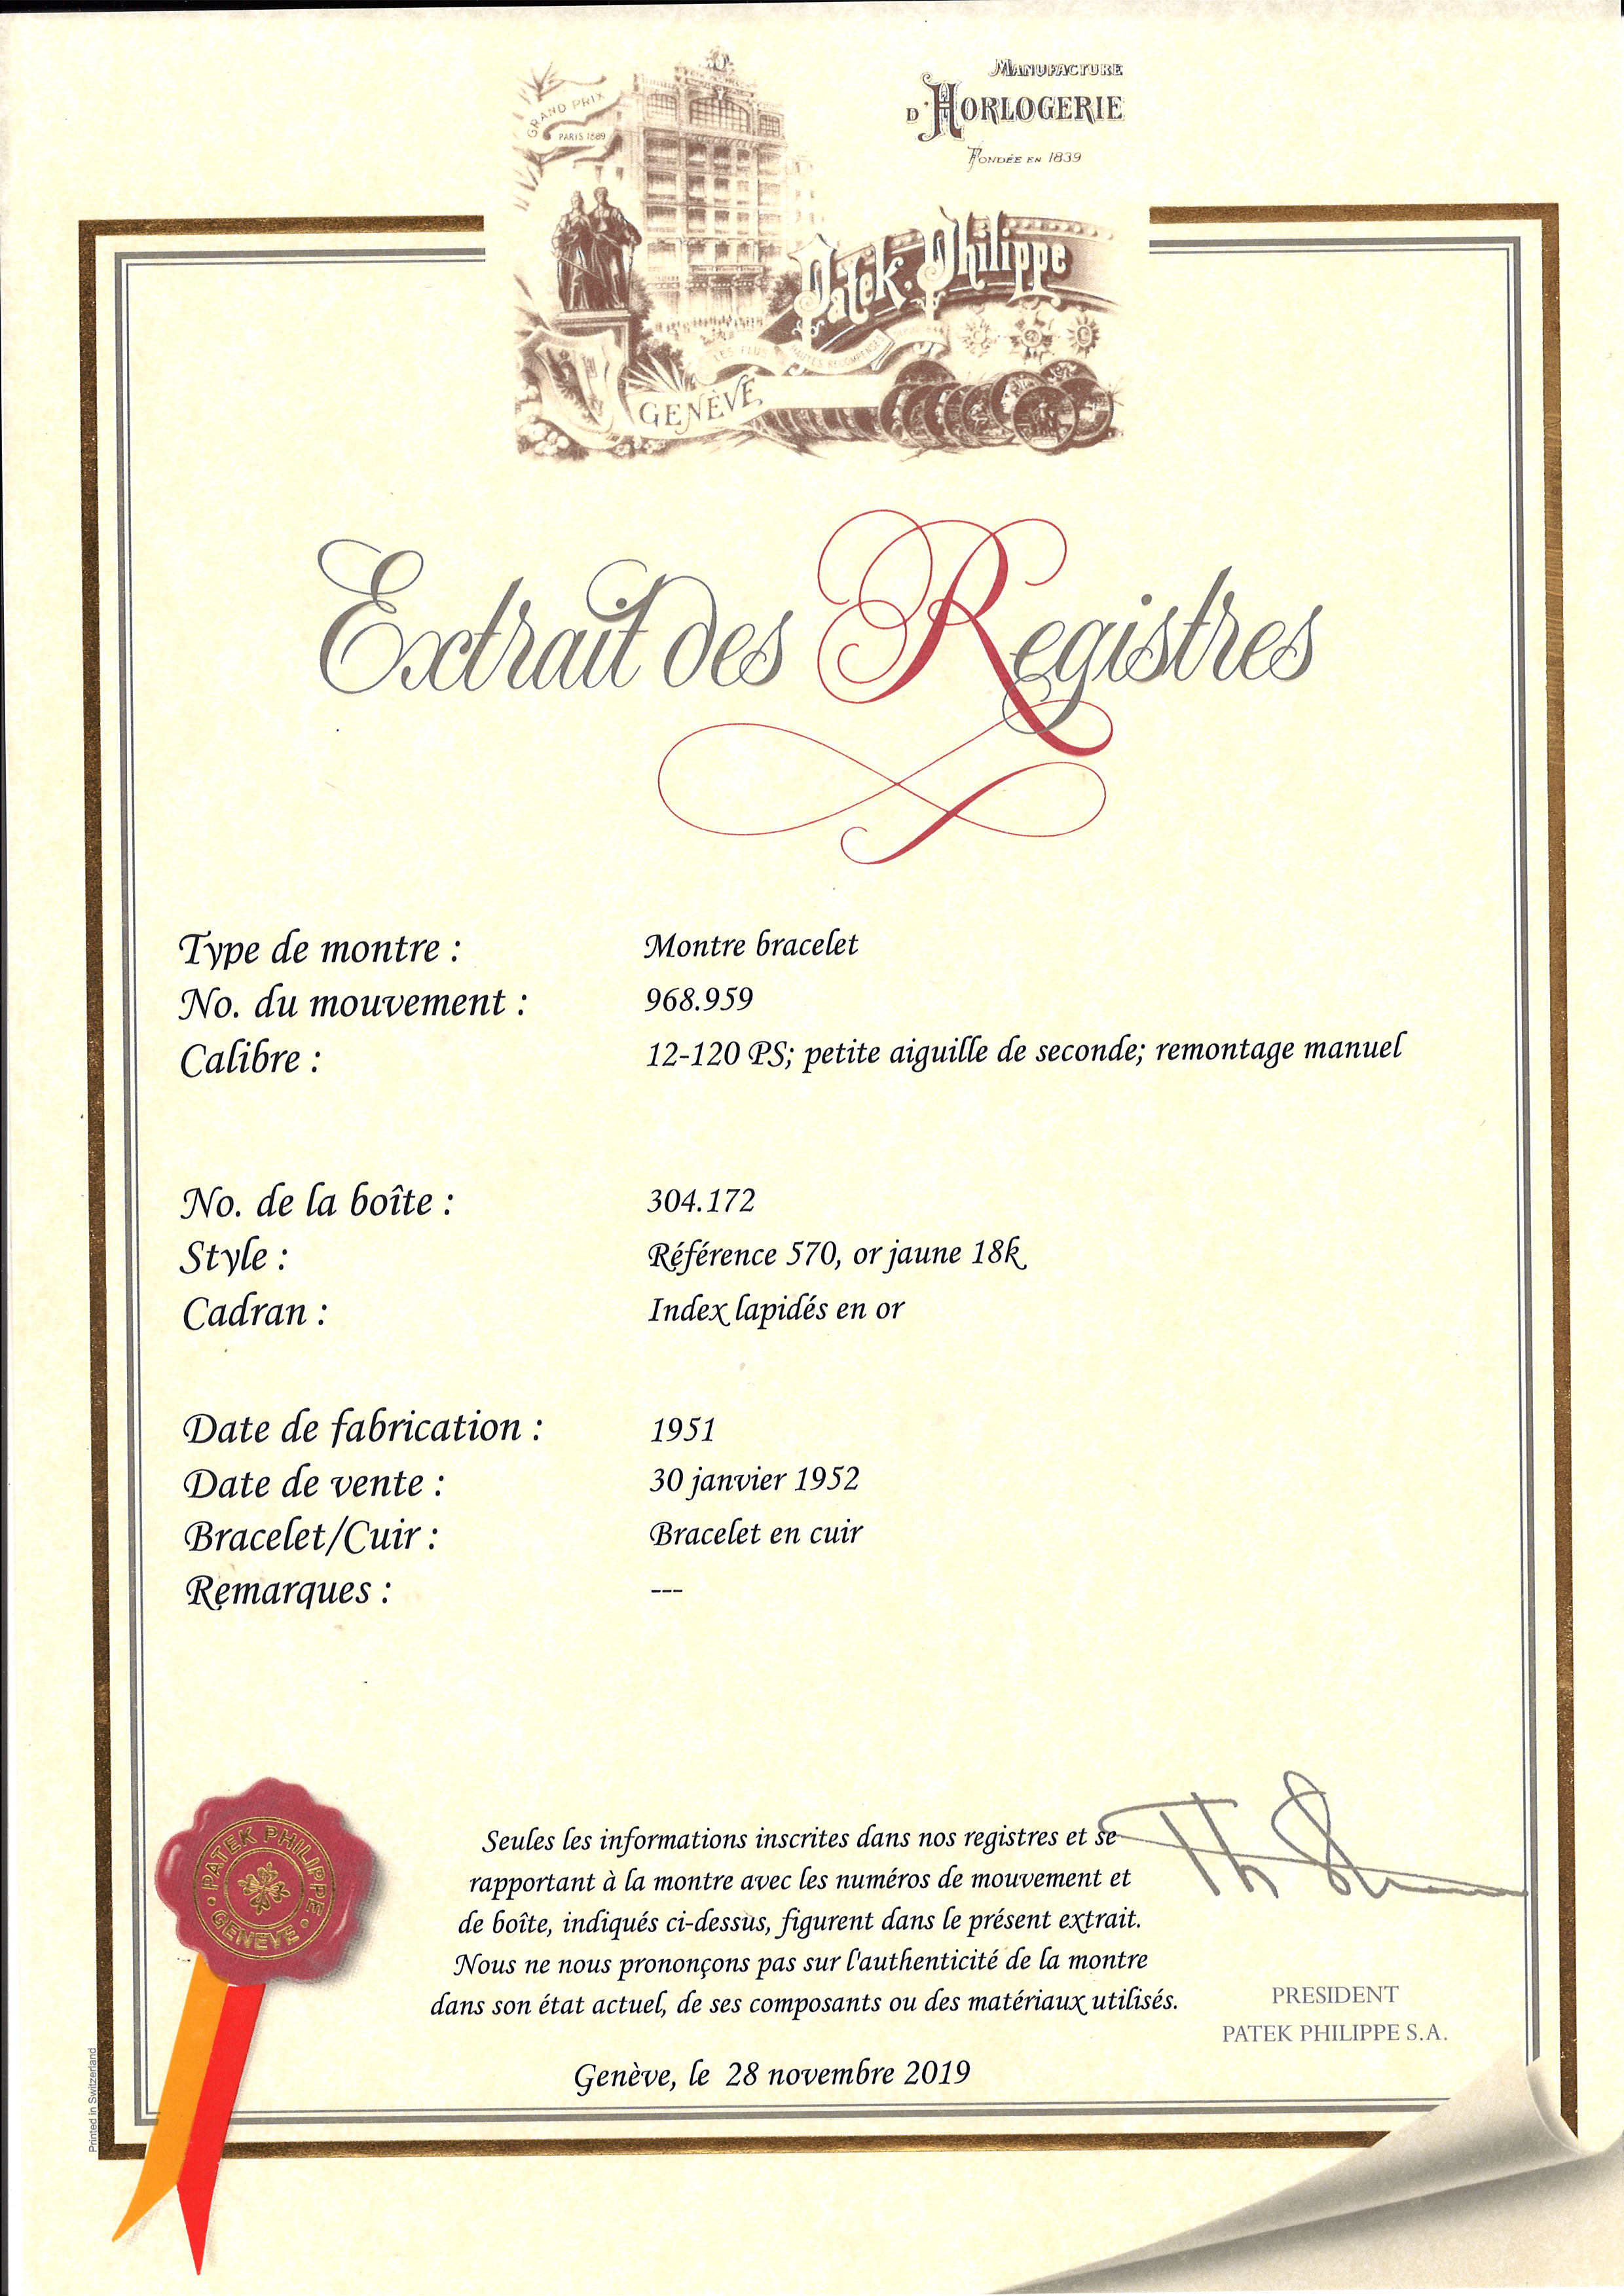 MANUFACTURE
D'HORLOGERIE
FONDÉE EN 1839
GRAND PRIX
PARIS 1889
Patek Philippe
LES PLUS HAUTES RECOMPENSES
GENÈVE
Extrait des Registres
Type de montre : Montre bracelet
No. du mouvement : 968.959
Calibre : 12-120 PS; petite aiguille de seconde; remontage manuel
No. de la boîte : 304.172
Style : Référence 570, or jaune 18k
Cadran : Index lapidés en or
Date de fabrication : 1951
Date de vente : 30 janvier 1952
Bracelet/Cuir : Bracelet en cuir
Remarques : ---
Seules les informations inscrites dans nos registres et se
rapportant à la montre avec les numéros de mouvement et
de boîte, indiqués ci-dessus, figurent dans le présent extrait.
Nous ne nous prononçons pas sur l'authenticité de la montre
dans son état actuel, de ses composants ou des matériaux utilisés.
Genève, le 28 novembre 2019
PRESIDENT
PATEK PHILIPPE S.A.
PATEK PHILIPPE
GENEVE
Printed in Switzerland